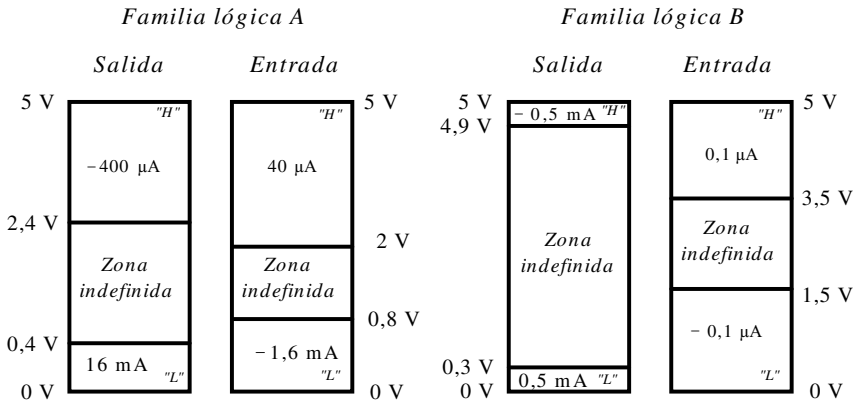 Familia lógica A
Familia lógica B
Salida
Entrada
Salida
Entrada
5 V
"H"
"H"
5 V
5 V
– 0,5 mA "H"
"H"
5 V
4,9 V
–400 µA
40 µA
0,1 µA
2,4 V
3,5 V
2 V
Zona
indefinida
Zona
indefinida
Zona
indefinida
Zona
indefinida
0,8 V
1,5 V
0,4 V
–1,6 mA
– 0,1 µA
16 mA
"L"
"L"
0,3 V
0,5 mA "L"
"L"
0 V
0 V
0 V
0 V